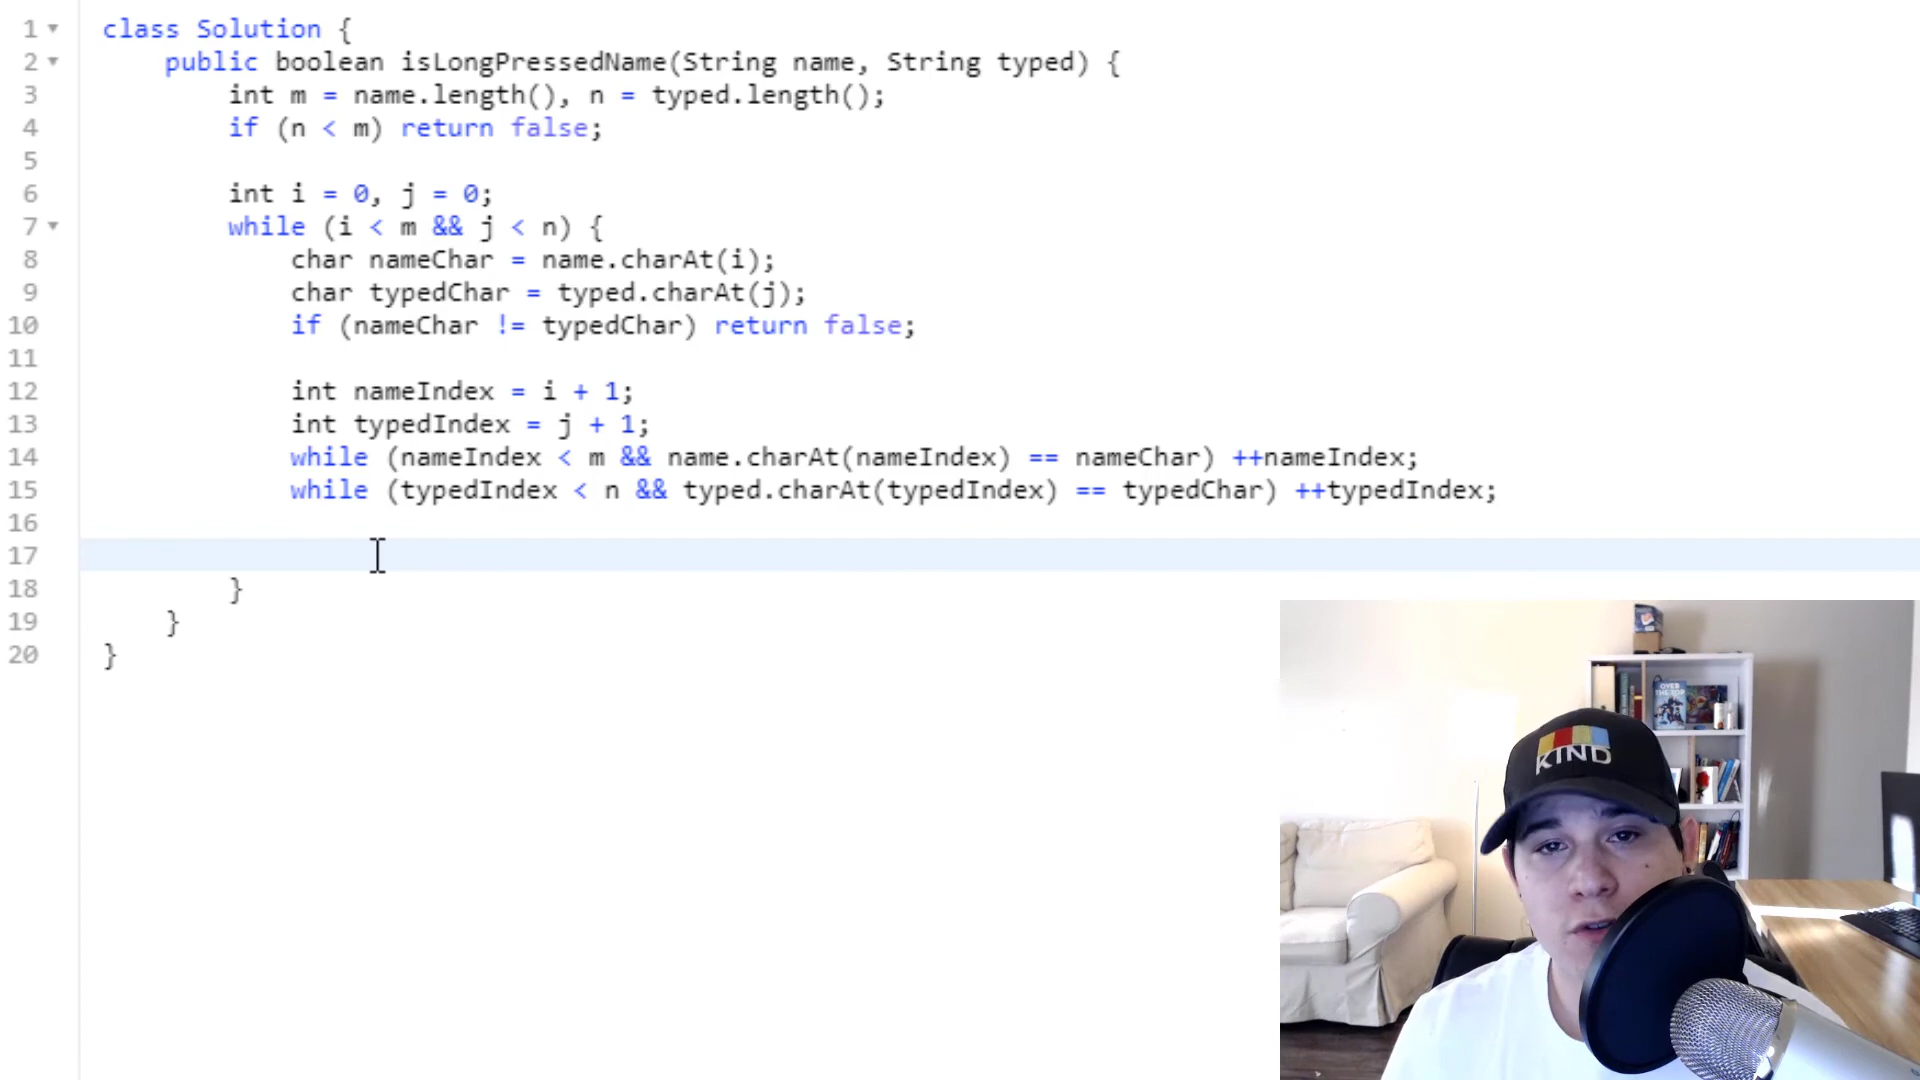 1 class Solution {
2 public boolean isLongPressedName(String name, String typed) {
3 int m = name.length(), n = typed.length();
4 if (n < m) return false;
5
6 int i = 0, j = 0;
7 while (i < m && j < n) {
8 char nameChar = name.charAt(i);
9 char typedChar = typed.charAt(j);
10 if (nameChar != typedChar) return false;
11
12 int nameIndex = i + 1;
13 int typedIndex = j + 1;
14 while (nameIndex < m && name.charAt(nameIndex) == nameChar) ++nameIndex;
15 while (typedIndex < n && typed.charAt(typedIndex) == typedChar) ++typedIndex;
16
17
18 }
19 }
20 }
OVER
THE TOP
KIND